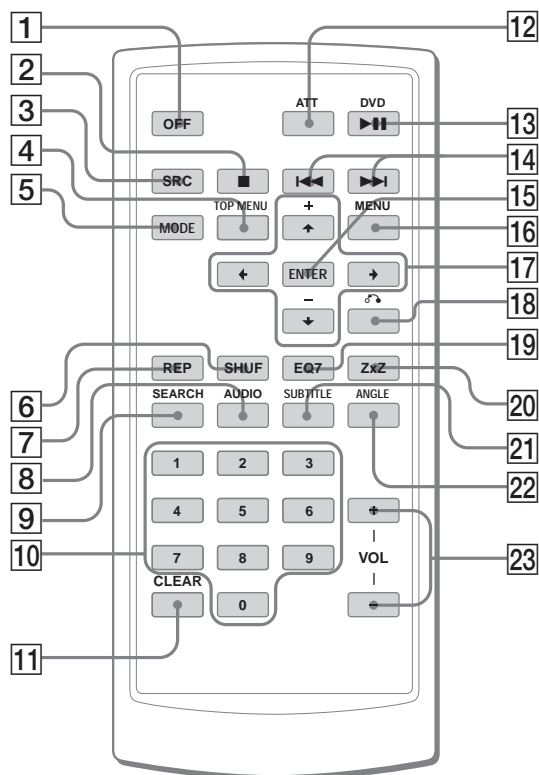 1
12
2
ATT
DVD
OFF
13
3
14
SRC
4
TOP MENU
+
MENU
15
5
MODE
16
ENTER
17
–
18
19
REP
SHUF
EQ7
ZxZ
6
SEARCH
AUDIO
SUBTITLE
ANGLE
20
7
21
8
1
2
3
22
9
4
5
6
+
10
7
8
9
VOL
23
CLEAR
0
–
11